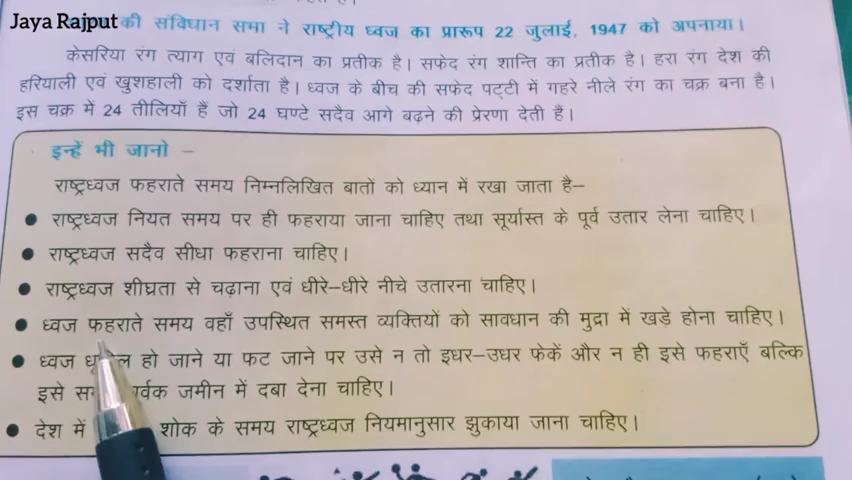 Jaya Rajput
की संविधान सभा ने राष्ट्रीय ध्वज का प्रारूप 22 जुलाई, 1947 को अपनाया।
केसरिया रंग त्याग एवं बलिदान का प्रतीक है। सफेद रंग शान्ति का प्रतीक है। हरा रंग देश की
हरियाली एवं खुशहाली को दर्शाता है। ध्वज के बीच की सफेद पट्टी में गहरे नीले रंग का चक्र बना है।
इस चक्र में 24 तीलियाँ हैं जो 24 घण्टे सदैव आगे बढ़ने की प्रेरणा देती हैं।
इन्हें भी जानो –
राष्ट्रध्वज फहराते समय निम्नलिखित बातों को ध्यान में रखा जाता है–
● राष्ट्रध्वज नियत समय पर ही फहराया जाना चाहिए तथा सूर्यास्त के पूर्व उतार लेना चाहिए।
● राष्ट्रध्वज सदैव सीधा फहराना चाहिए।
● राष्ट्रध्वज शीघ्रता से चढ़ाना एवं धीरे–धीरे नीचे उतारना चाहिए।
● ध्वज फहराते समय वहाँ उपस्थित समस्त व्यक्तियों को सावधान की मुद्रा में खड़े होना चाहिए।
● ध्वज हो जाने या फट जाने पर उसे न तो इधर–उधर फेकें और न ही इसे फहराएँ बल्कि
इसे जमीन में दबा देना चाहिए।
● देश में शोक के समय राष्ट्रध्वज नियमानुसार झुकाया जाना चाहिए।